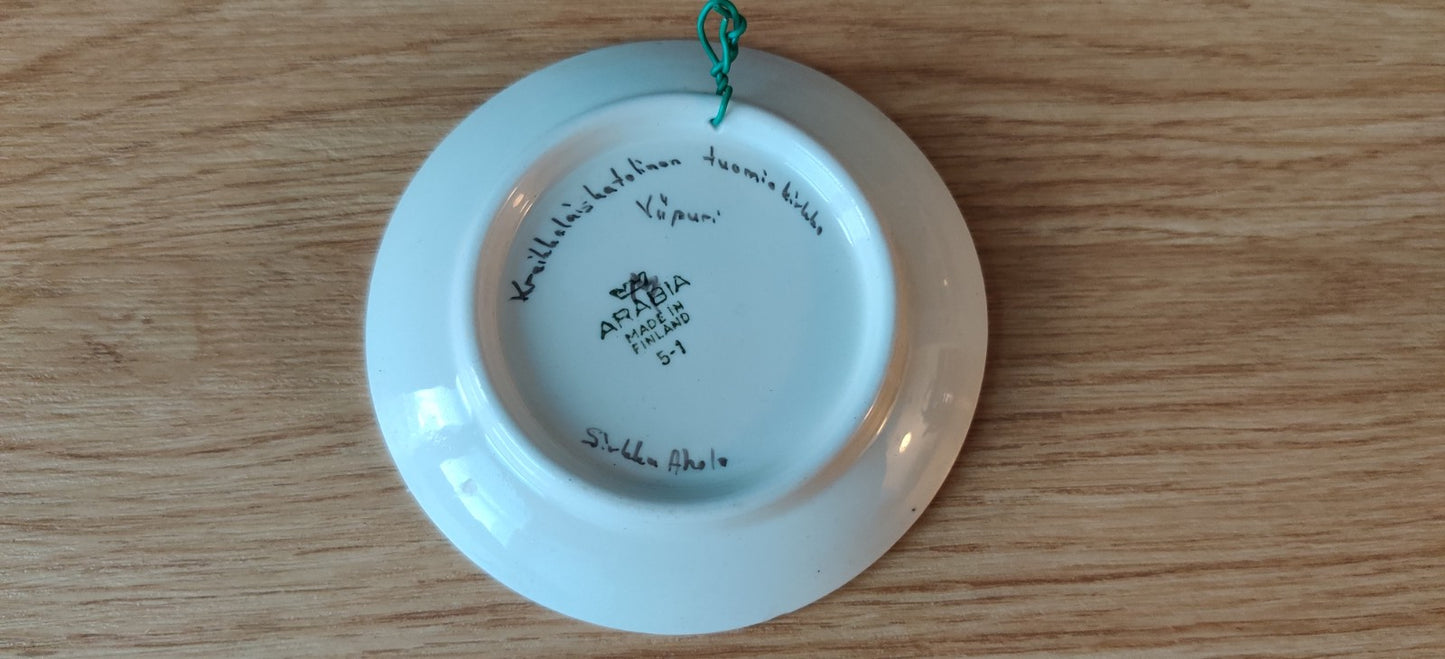 Kreikkalaiskatolinen tuomiokirkko
Viipuri
ARABIA
MADE IN
FINLAND
5-1
Sirkka Ahola